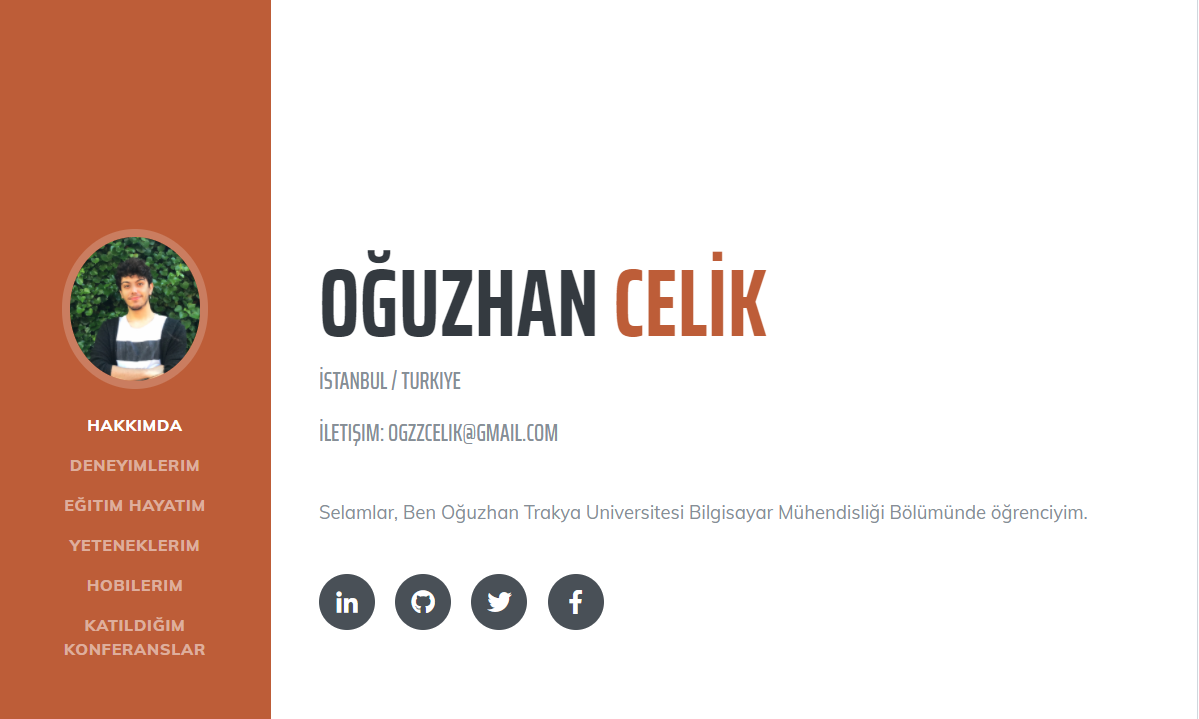 HAKKIMDA
DENEYIMLERIM
EĞITIM HAYATIM
YETENEKLERIM
HOBILERIM
KATILDIĞIM
KONFERANSLAR
OĞUZHAN CELİK
İSTANBUL / TURKIYE
İLETIŞIM: OGZZCELIK@GMAIL.COM
Selamlar, Ben Oğuzhan Trakya Universitesi Bilgisayar Mühendisliği Bölümünde öğrenciyim.